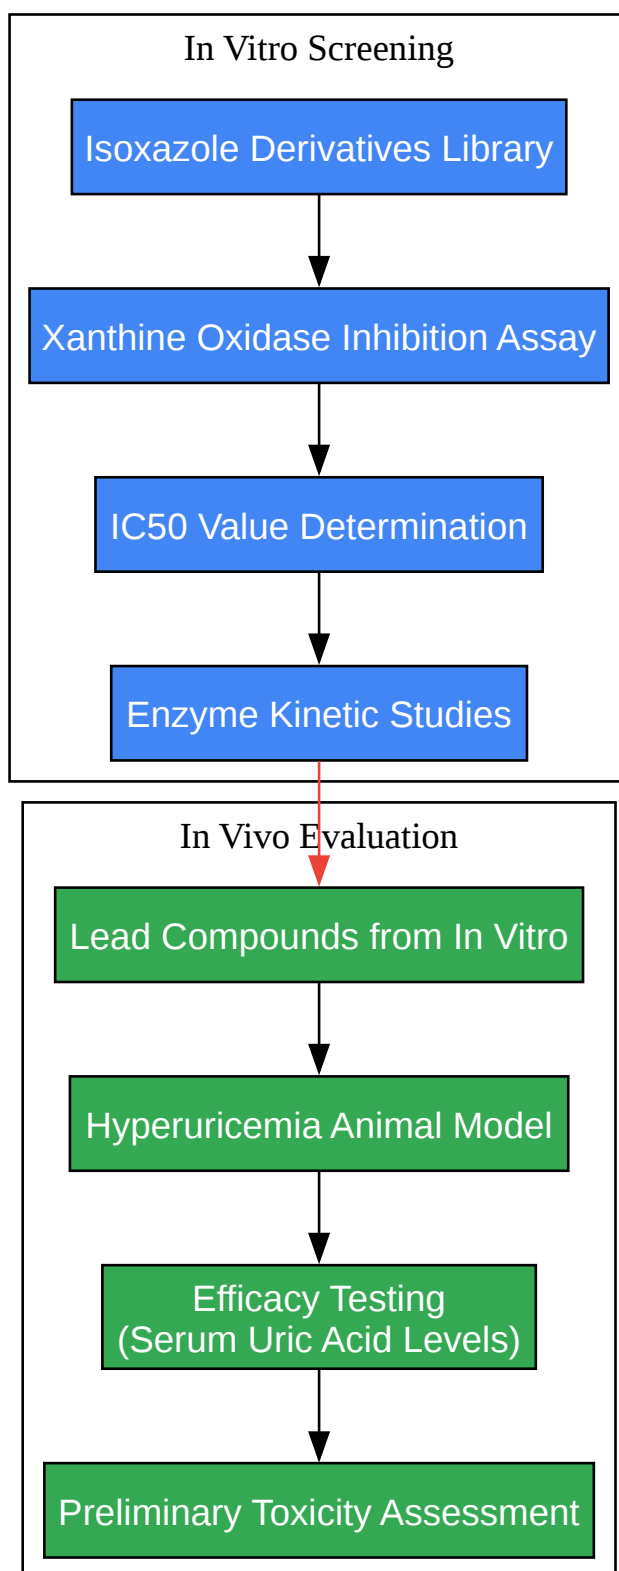 In Vitro Screening
Isoxazole Derivatives Library
Xanthine Oxidase Inhibition Assay
IC50 Value Determination
Enzyme Kinetic Studies
In Vivo Evaluation
Lead Compounds from In Vitro
Hyperuricemia Animal Model
Efficacy Testing
(Serum Uric Acid Levels)
Preliminary Toxicity Assessment